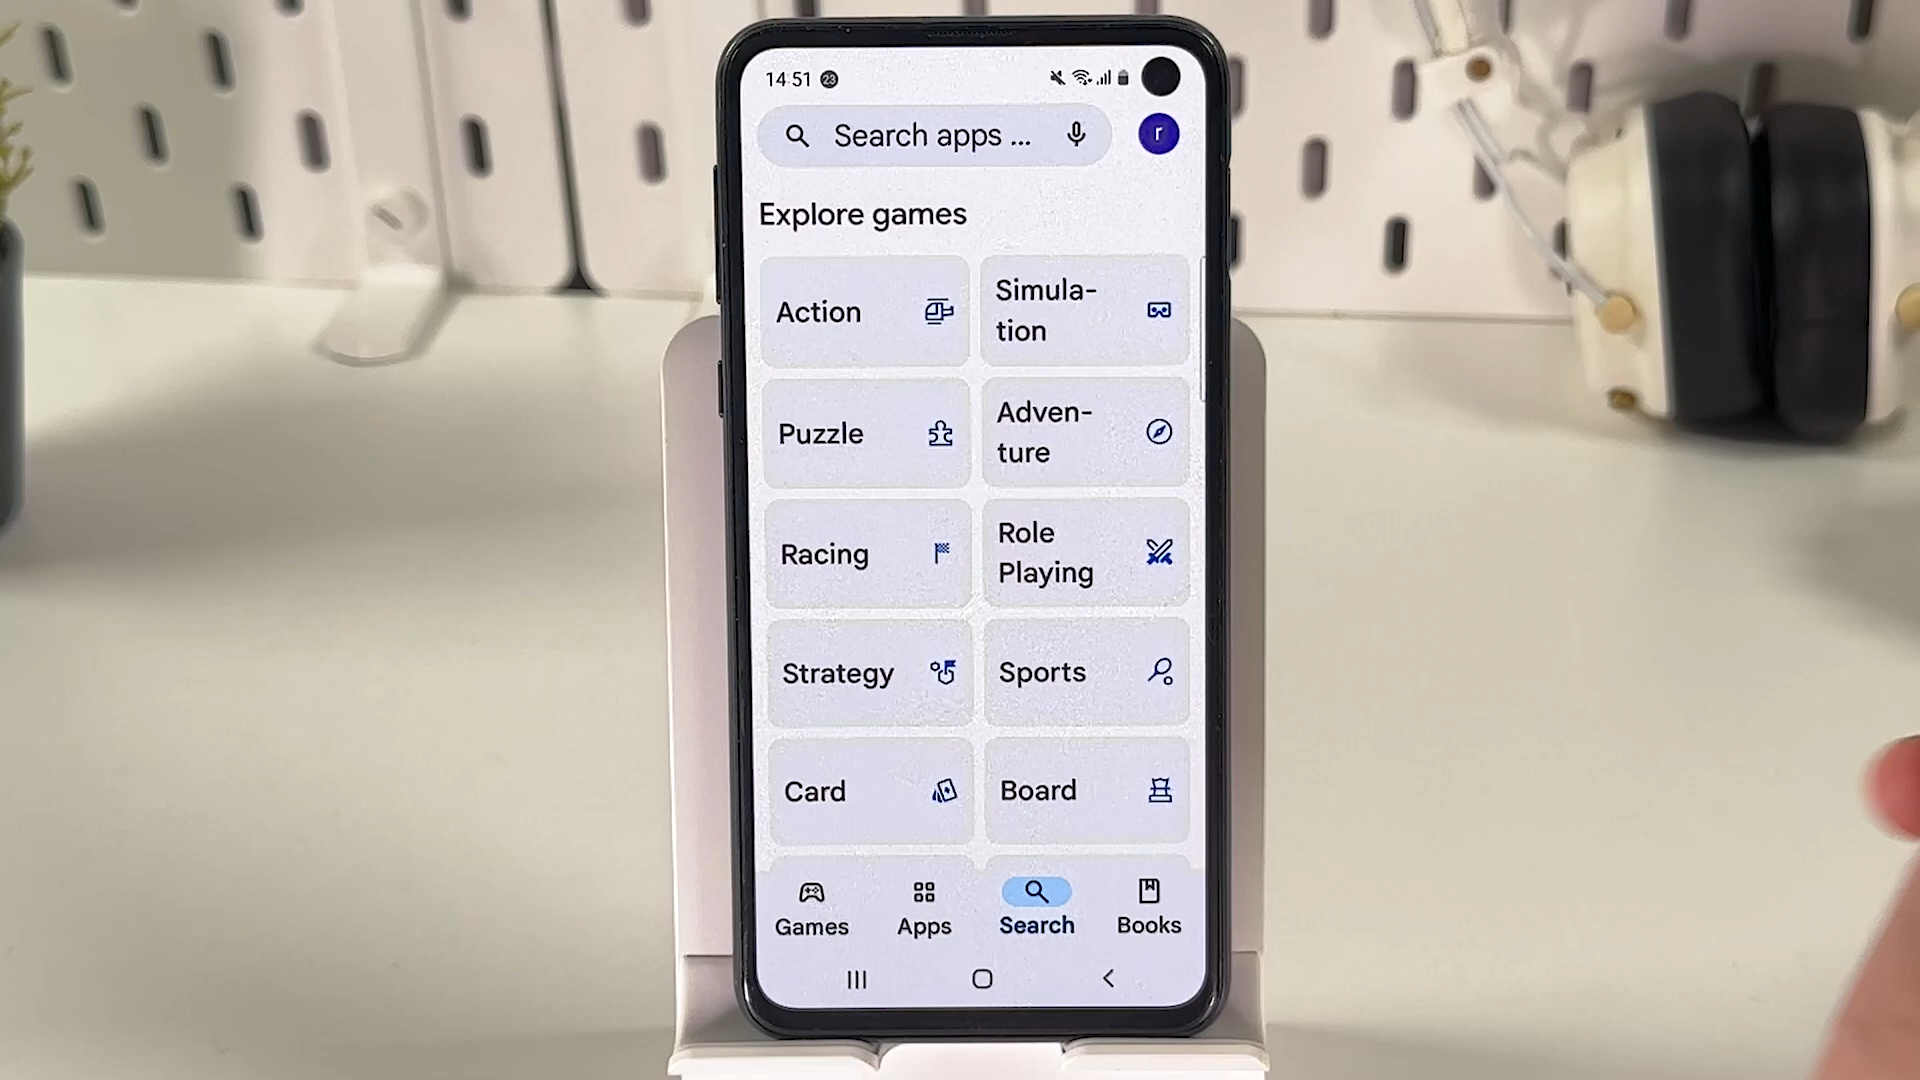 14:51 23
Search apps ...
r
Explore games
Action
Simula-
tion
Puzzle
Adven-
ture
Racing
Role
Playing
Strategy
Sports
Card
Board
Games
Apps
Search
Books